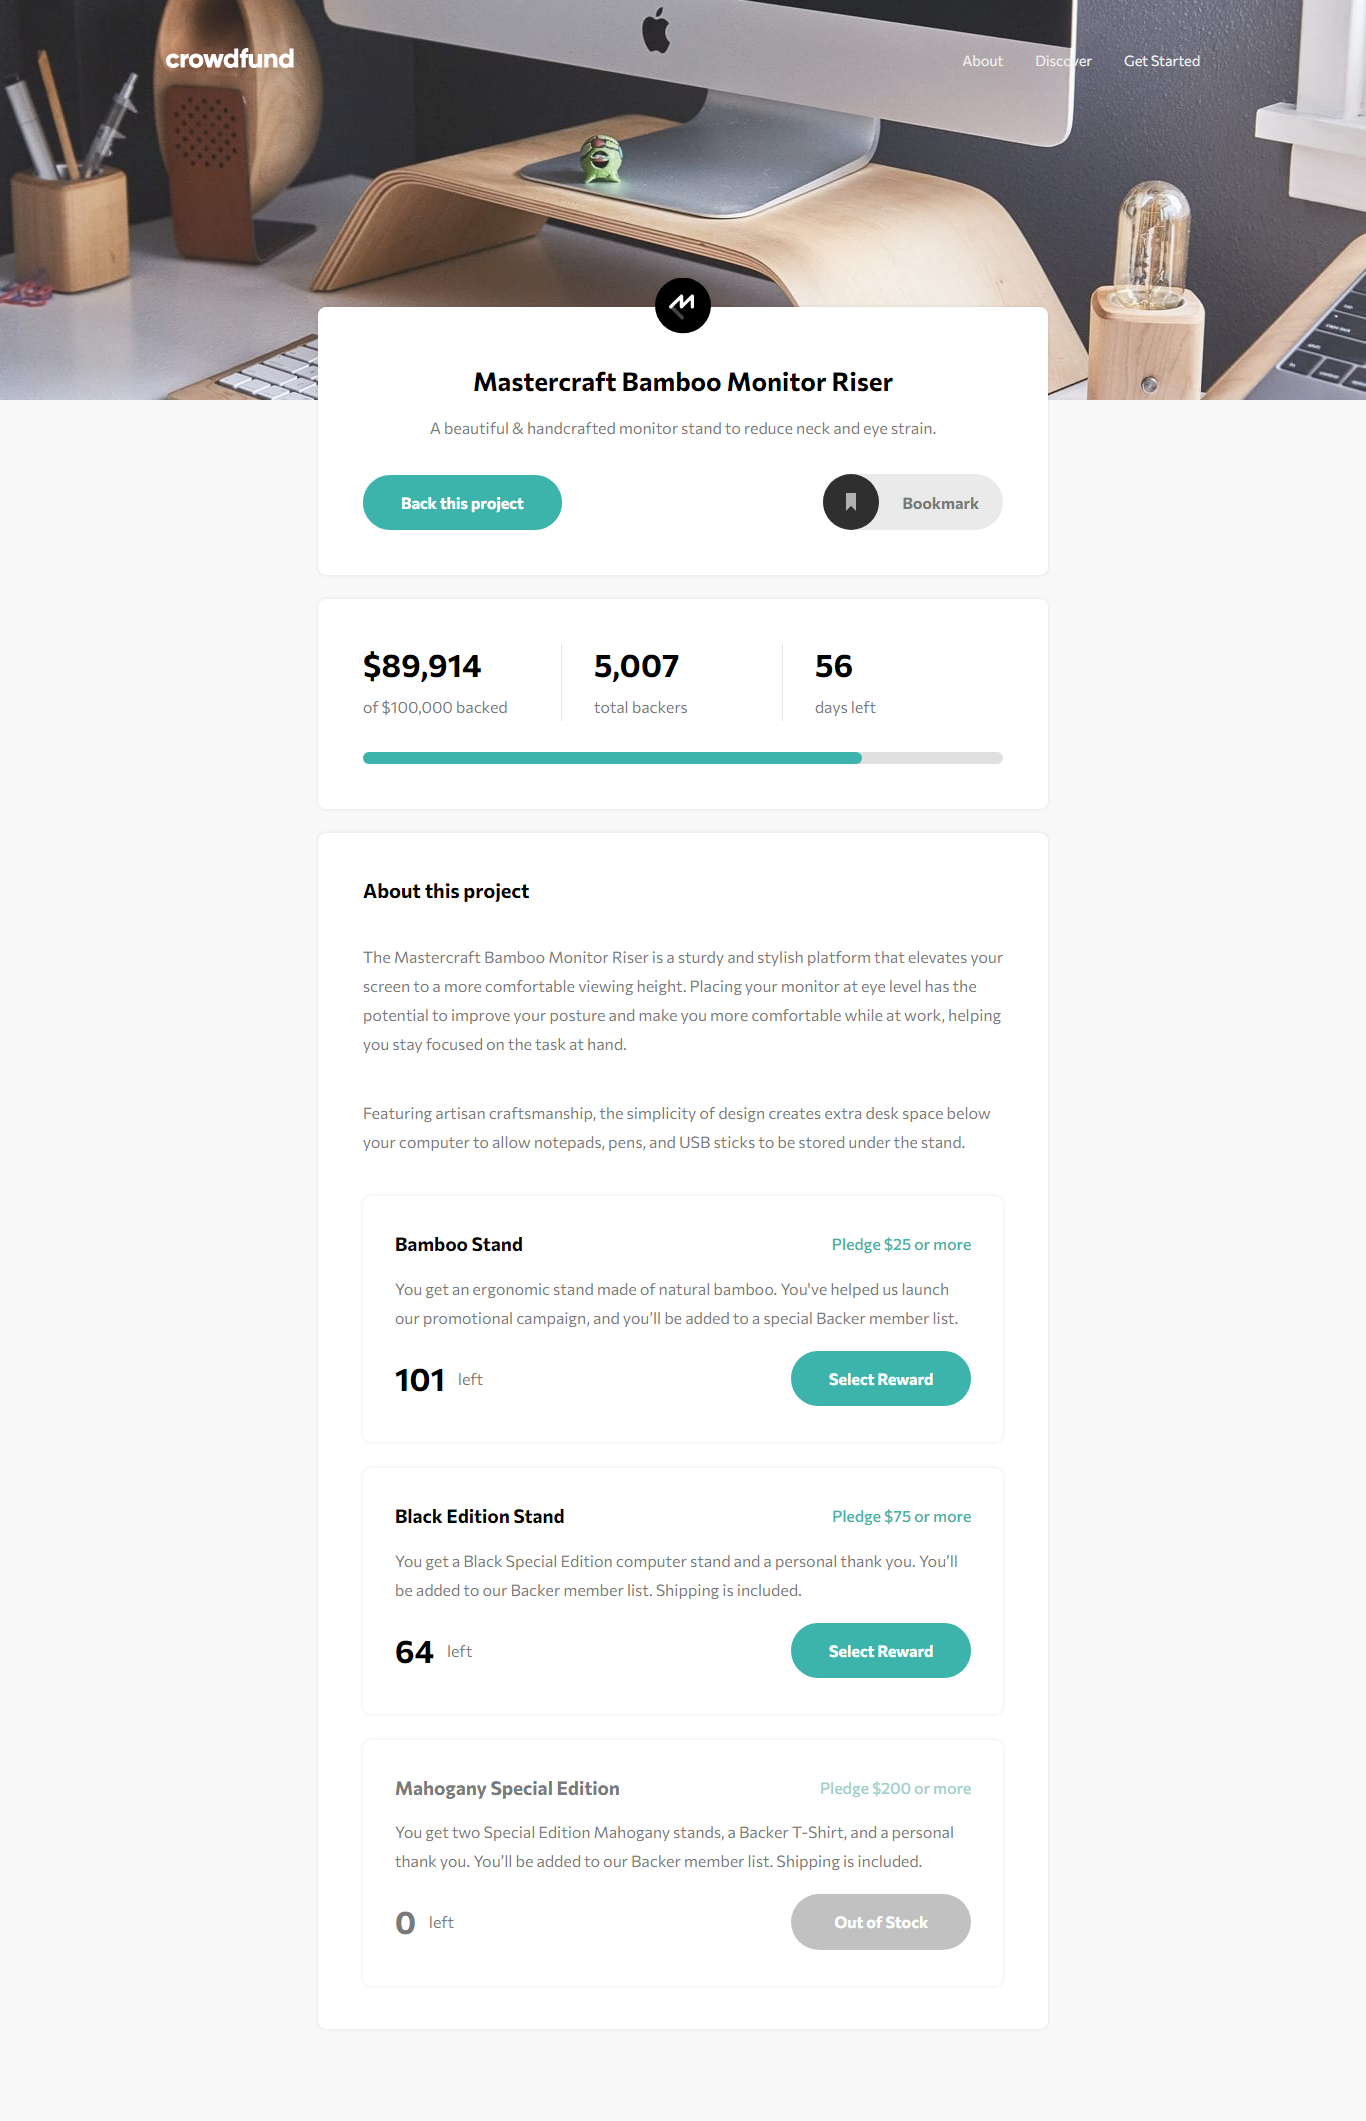 crowdfund
About Discover Get Started
Mastercraft Bamboo Monitor Riser
A beautiful & handcrafted monitor stand to reduce neck and eye strain.
Back this project
Bookmark
$89,914
of $100,000 backed
5,007
total backers
56
days left
About this project
The Mastercraft Bamboo Monitor Riser is a sturdy and stylish platform that elevates your
screen to a more comfortable viewing height. Placing your monitor at eye level has the
potential to improve your posture and make you more comfortable while at work, helping
you stay focused on the task at hand.
Featuring artisan craftsmanship, the simplicity of design creates extra desk space below
your computer to allow notepads, pens, and USB sticks to be stored under the stand.
Bamboo Stand
Pledge $25 or more
You get an ergonomic stand made of natural bamboo. You've helped us launch
our promotional campaign, and you’ll be added to a special Backer member list.
101 left
Select Reward
Black Edition Stand
Pledge $75 or more
You get a Black Special Edition computer stand and a personal thank you. You’ll
be added to our Backer member list. Shipping is included.
64 left
Select Reward
Mahogany Special Edition
Pledge $200 or more
You get two Special Edition Mahogany stands, a Backer T-Shirt, and a personal
thank you. You’ll be added to our Backer member list. Shipping is included.
0 left
Out of Stock